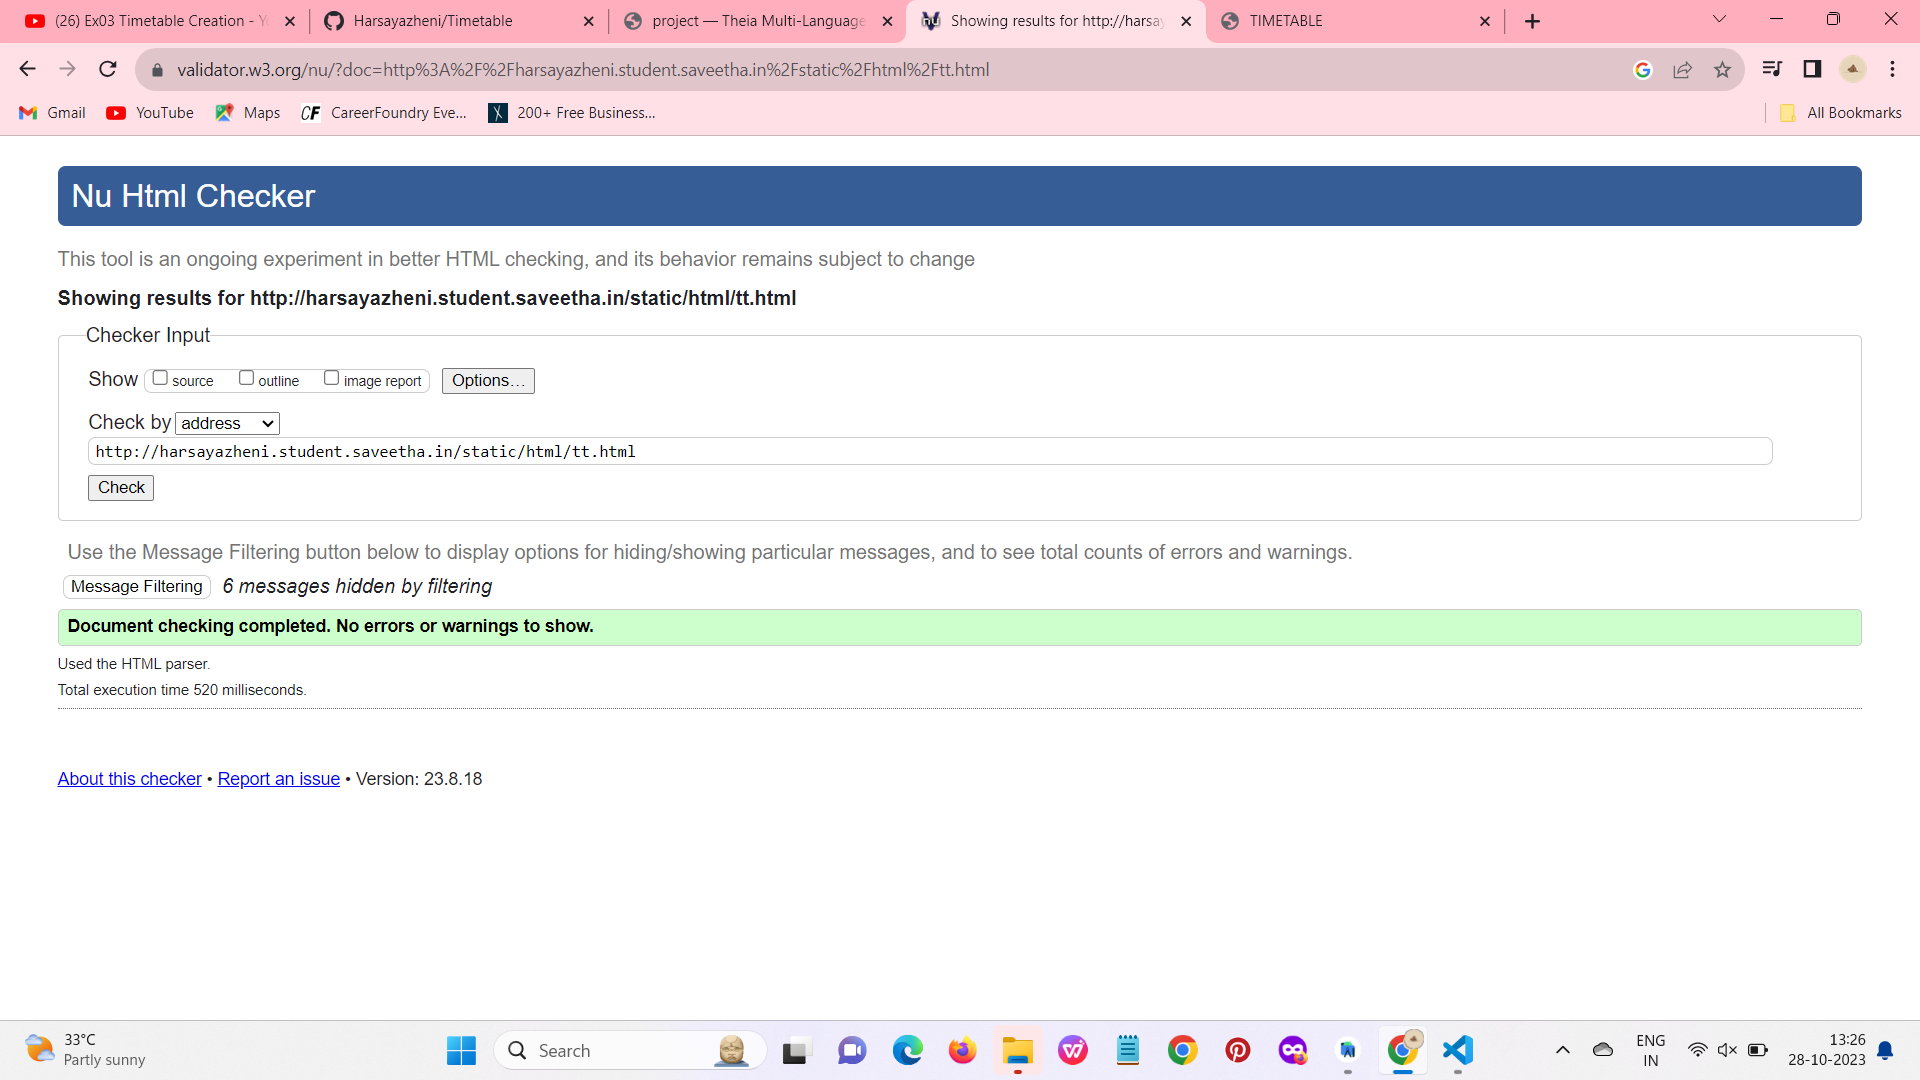 (26) Ex03 Timetable Creation - Yo
Harsayazheni/Timetable
project — Theia Multi-Language
Showing results for http://harsay
TIMETABLE
validator.w3.org/nu/?doc=http%3A%2F%2Fharsayazheni.student.saveetha.in%2Fstatic%2Fhtml%2Ftt.html
Gmail
YouTube
Maps
CF CareerFoundry Eve...
200+ Free Business...
All Bookmarks
Nu Html Checker
This tool is an ongoing experiment in better HTML checking, and its behavior remains subject to change
Showing results for http://harsayazheni.student.saveetha.in/static/html/tt.html
Checker Input
Show source outline image report Options...
Check by address
http://harsayazheni.student.saveetha.in/static/html/tt.html
Check
Use the Message Filtering button below to display options for hiding/showing particular messages, and to see total counts of errors and warnings.
Message Filtering 6 messages hidden by filtering
Document checking completed. No errors or warnings to show.
Used the HTML parser.
Total execution time 520 milliseconds.
About this checker • Report an issue • Version: 23.8.18
33°C
Partly sunny
Search
ENG
IN
13:26
28-10-2023